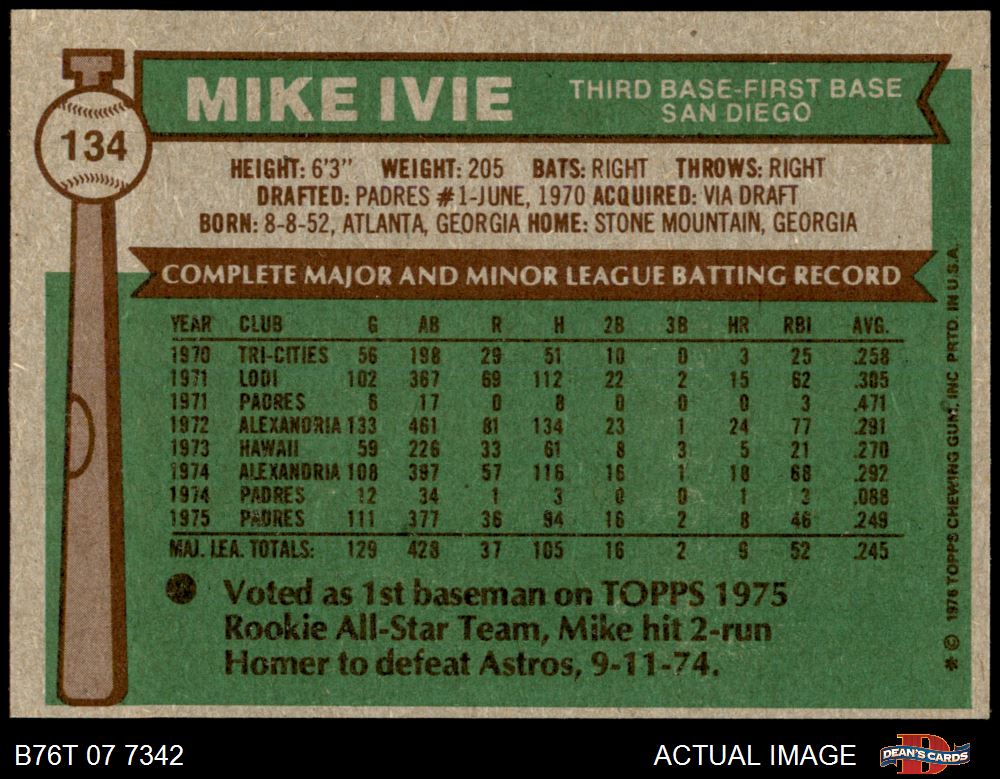 MIKE IVIE
THIRD BASE-FIRST BASE
SAN DIEGO
134
HEIGHT: 6'3" WEIGHT: 205 BATS: RIGHT THROWS: RIGHT
DRAFTED: PADRES #1-JUNE, 1970 ACQUIRED: VIA DRAFT
BORN: 8-8-52, ATLANTA, GEORGIA HOME: STONE MOUNTAIN, GEORGIA
COMPLETE MAJOR AND MINOR LEAGUE BATTING RECORD
YEAR CLUB G AB R H 2B 3B HR RBI AVG.
1970 TRI-CITIES 56 198 29 51 10 0 3 25 .258
1971 LODI 102 367 69 112 22 2 15 62 .305
1971 PADRES 6 17 0 8 0 0 0 3 .471
1972 ALEXANDRIA 133 461 81 134 23 1 24 77 .291
1973 HAWAII 59 226 33 61 8 3 5 21 .270
1974 ALEXANDRIA 108 397 57 116 16 1 18 68 .292
1974 PADRES 12 34 1 3 0 0 1 3 .088
1975 PADRES 111 377 36 94 16 2 8 46 .249
MAJ. LEA. TOTALS: 129 428 37 105 16 2 9 52 .245
Voted as 1st baseman on TOPPS 1975
Rookie All-Star Team, Mike hit 2-run
Homer to defeat Astros, 9-11-74.
* © 1976 TOPPS CHEWING GUM, INC PRTD. IN U.S.A.
B76T 07 7342
ACTUAL IMAGE
DEAN'S CARDS